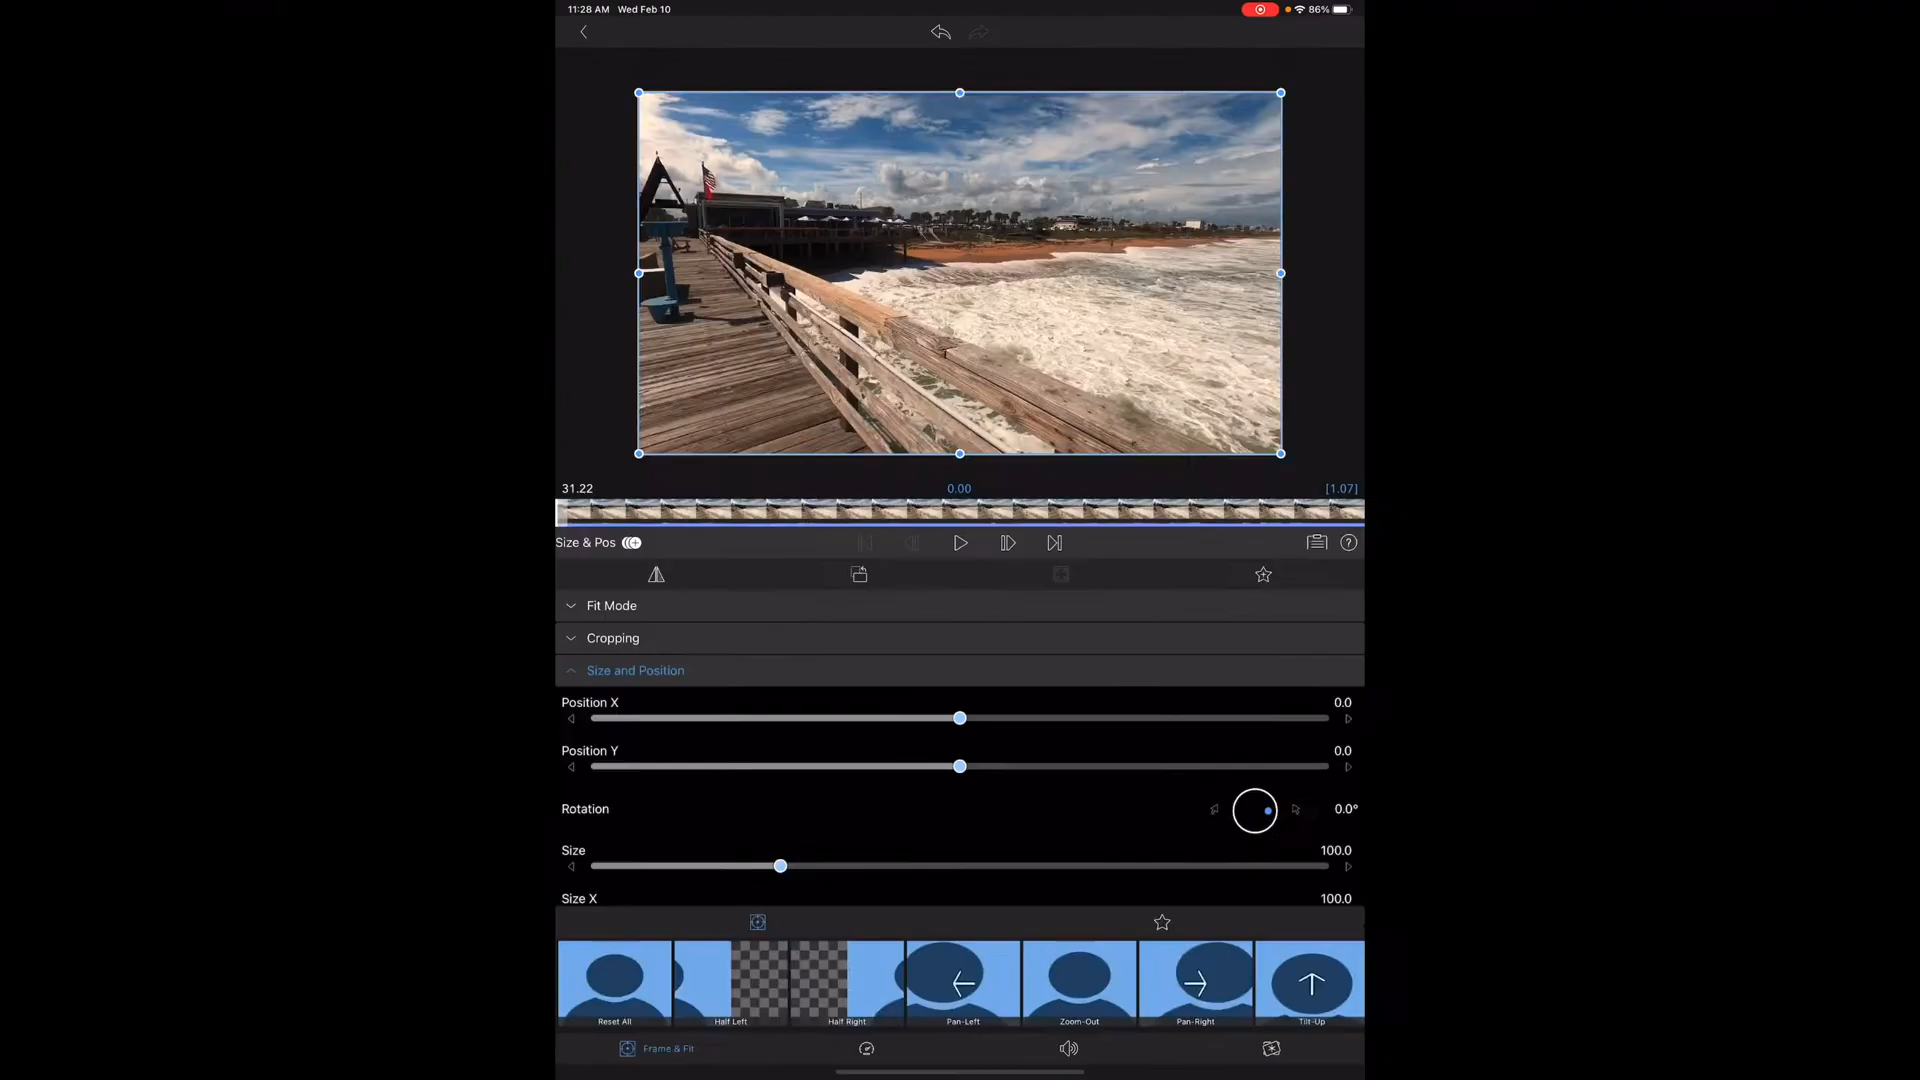 11:28 AM Wed Feb 10
86%
31.22
0.00
[1.07]
Size & Pos
Fit Mode
Cropping
Size and Position
Position X
0.0
Position Y
0.0
Rotation
0.0°
Size
100.0
Size X
100.0
Reset All
Half Left
Half Right
Pan-Left
Zoom-Out
Pan-Right
Tilt-Up
Frame & Fit